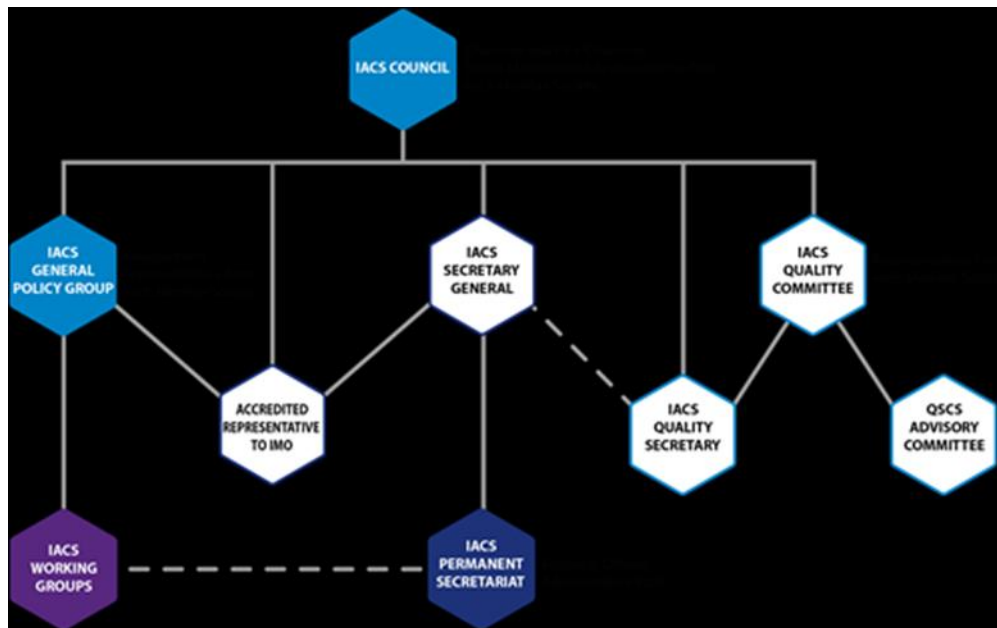 IACS COUNCIL
IACS
GENERAL
POLICY GROUP
IACS
SECRETARY
GENERAL
IACS
QUALITY
COMMITTEE
ACCREDITED
REPRESENTATIVE
TO IMO
IACS
QUALITY
SECRETARY
QSCS
ADVISORY
COMMITTEE
IACS
WORKING
GROUPS
IACS
PERMANENT
SECRETARIAT